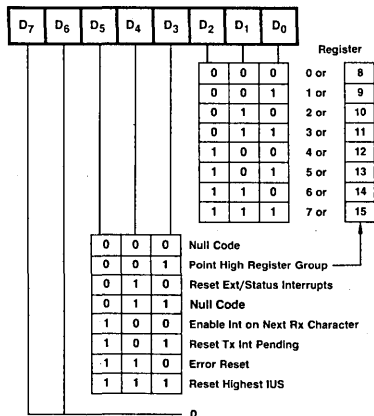 D7 D6 D5 D4 D3 D2 D1 D0
Register
0 0 0 0 or 8
0 0 1 1 or 9
0 1 0 2 or 10
0 1 1 3 or 11
1 0 0 4 or 12
1 0 1 5 or 13
1 1 0 6 or 14
1 1 1 7 or 15
0 0 0 Null Code
0 0 1 Point High Register Group
0 1 0 Reset Ext/Status Interrupts
0 1 1 Null Code
1 0 0 Enable Int on Next Rx Character
1 0 1 Reset Tx Int Pending
1 1 0 Error Reset
1 1 1 Reset Highest IUS
0